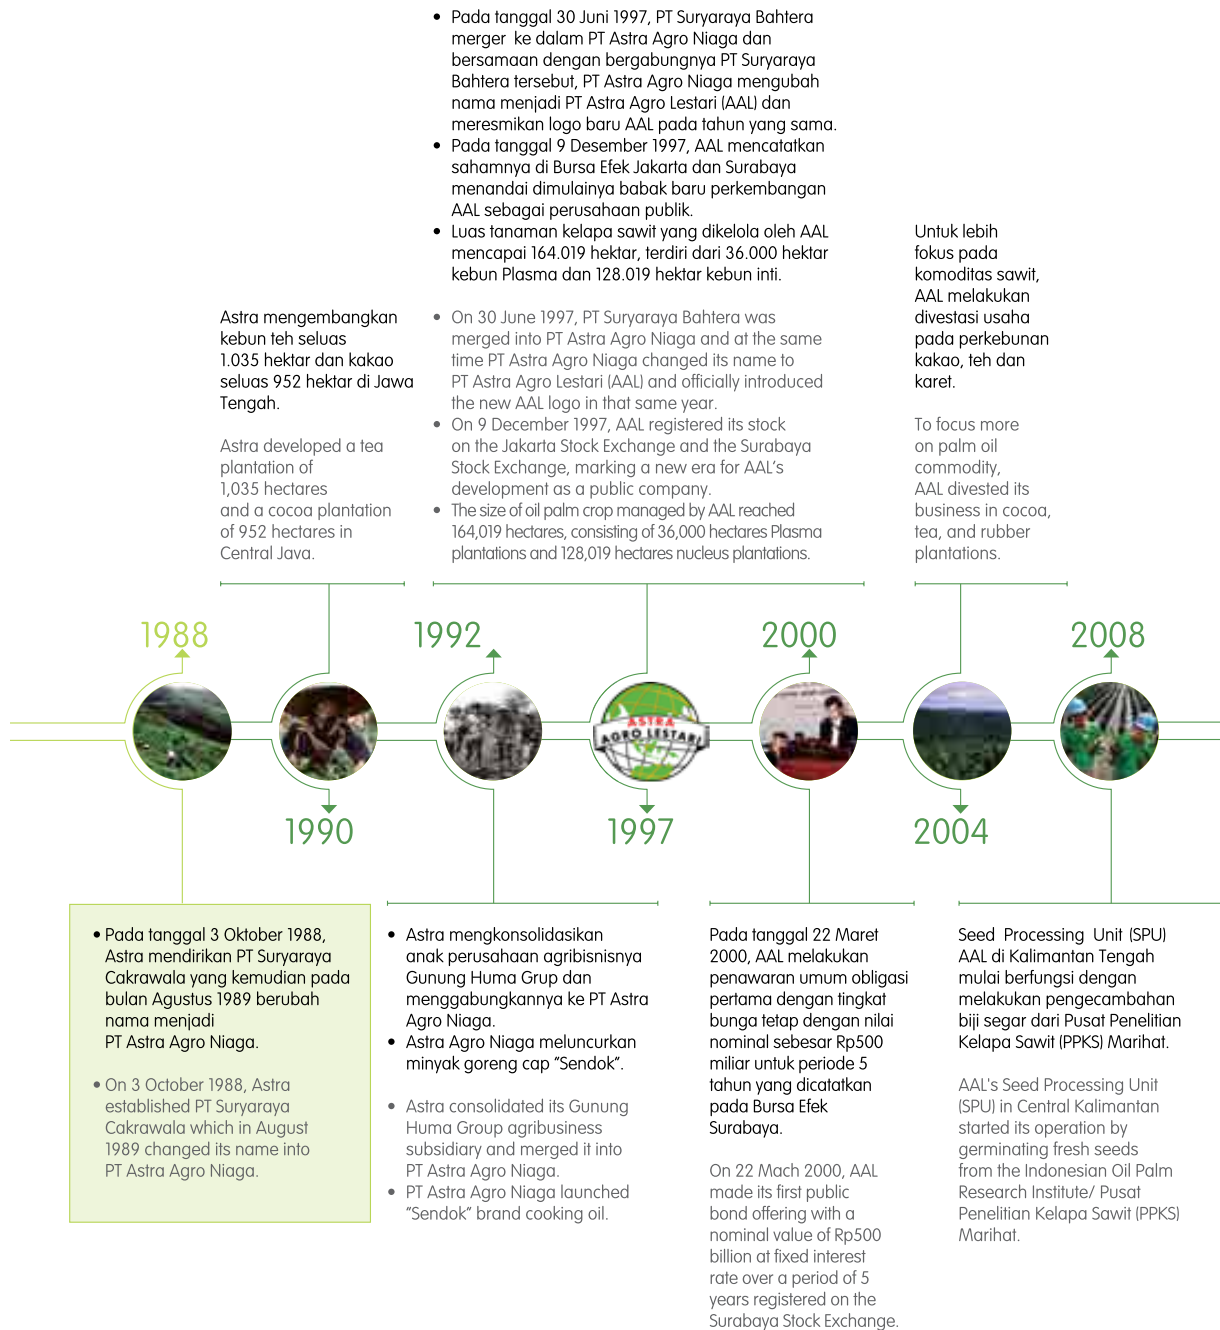 • Pada tanggal 30 Juni 1997, PT Suryaraya Bahtera
merger ke dalam PT Astra Agro Niaga dan
bersamaan dengan bergabungnya PT Suryaraya
Bahtera tersebut, PT Astra Agro Niaga mengubah
nama menjadi PT Astra Agro Lestari (AAL) dan
meresmikan logo baru AAL pada tahun yang sama.
• Pada tanggal 9 Desember 1997, AAL mencatatkan
sahamnya di Bursa Efek Jakarta dan Surabaya
menandai dimulainya babak baru perkembangan
AAL sebagai perusahaan publik.
• Luas tanaman kelapa sawit yang dikelola oleh AAL
mencapai 164.019 hektar, terdiri dari 36.000 hektar
kebun Plasma dan 128.019 hektar kebun inti.
• On 30 June 1997, PT Suryaraya Bahtera was
merged into PT Astra Agro Niaga and at the same
time PT Astra Agro Niaga changed its name to
PT Astra Agro Lestari (AAL) and officially introduced
the new AAL logo in that same year.
• On 9 December 1997, AAL registered its stock
on the Jakarta Stock Exchange and the Surabaya
Stock Exchange, marking a new era for AAL's
development as a public company.
• The size of oil palm crop managed by AAL reached
164,019 hectares, consisting of 36,000 hectares Plasma
plantations and 128,019 hectares nucleus plantations.
Astra mengembangkan
kebun teh seluas
1.035 hektar dan kakao
seluas 952 hektar di Jawa
Tengah.
Astra developed a tea
plantation of
1,035 hectares
and a cocoa plantation
of 952 hectares in
Central Java.
Untuk lebih
fokus pada
komoditas sawit,
AAL melakukan
divestasi usaha
pada perkebunan
kakao, teh dan
karet.
To focus more
on palm oil
commodity,
AAL divested its
business in cocoa,
tea, and rubber
plantations.
1988
1992
2000
2008
ASTRA
AGRO LESTARI
1990
1997
2004
• Pada tanggal 3 Oktober 1988,
Astra mendirikan PT Suryaraya
Cakrawala yang kemudian pada
bulan Agustus 1989 berubah
nama menjadi
PT Astra Agro Niaga.
• On 3 October 1988, Astra
established PT Suryaraya
Cakrawala which in August
1989 changed its name into
PT Astra Agro Niaga.
• Astra mengkonsolidasikan
anak perusahaan agribisnisnya
Gunung Huma Grup dan
menggabungkannya ke PT Astra
Agro Niaga.
• Astra Agro Niaga meluncurkan
minyak goreng cap "Sendok".
• Astra consolidated its Gunung
Huma Group agribusiness
subsidiary and merged it into
PT Astra Agro Niaga.
• PT Astra Agro Niaga launched
"Sendok" brand cooking oil.
Pada tanggal 22 Maret
2000, AAL melakukan
penawaran umum obligasi
pertama dengan tingkat
bunga tetap dengan nilai
nominal sebesar Rp500
miliar untuk periode 5
tahun yang dicatatkan
pada Bursa Efek
Surabaya.
On 22 Mach 2000, AAL
made its first public
bond offering with a
nominal value of Rp500
billion at fixed interest
rate over a period of 5
years registered on the
Surabaya Stock Exchange.
Seed Processing Unit (SPU)
AAL di Kalimantan Tengah
mulai berfungsi dengan
melakukan pengecambahan
biji segar dari Pusat Penelitian
Kelapa Sawit (PPKS) Marihat.
AAL's Seed Processing Unit
(SPU) in Central Kalimantan
started its operation by
germinating fresh seeds
from the Indonesian Oil Palm
Research Institute/ Pusat
Penelitian Kelapa Sawit (PPKS)
Marihat.